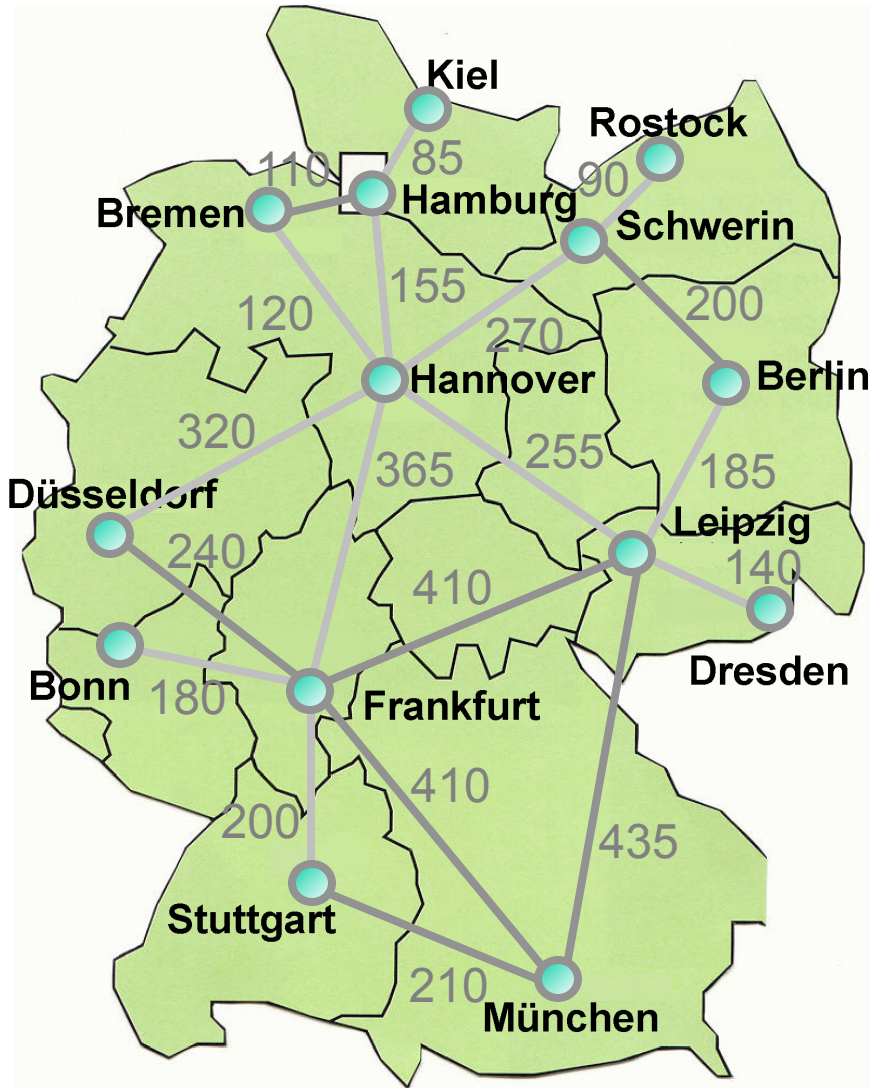 Kiel
Rostock
110
85
90
Hamburg
Bremen
Schwerin
155
200
120
270
Hannover
Berlin
320
255
365
185
Düsseldorf
Leipzig
240
140
410
Dresden
Bonn
180
Frankfurt
410
200
435
Stuttgart
210
München